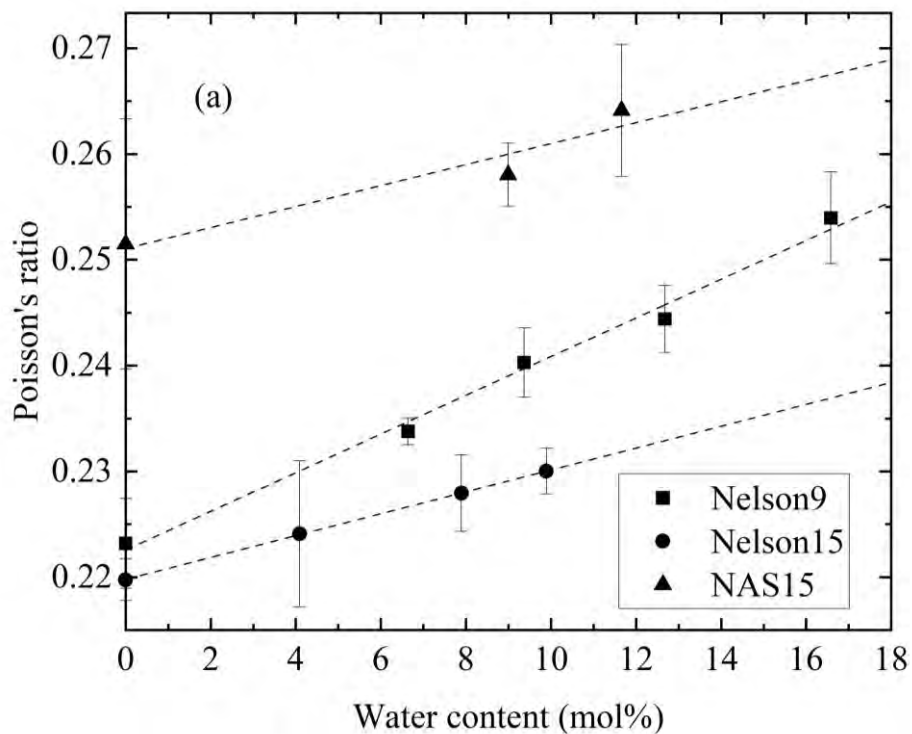 (a)
Poisson's ratio
0.27
0.26
0.25
0.24
0.23
0.22
Nelson9
Nelson15
NAS15
0 2 4 6 8 10 12 14 16 18
Water content (mol%)